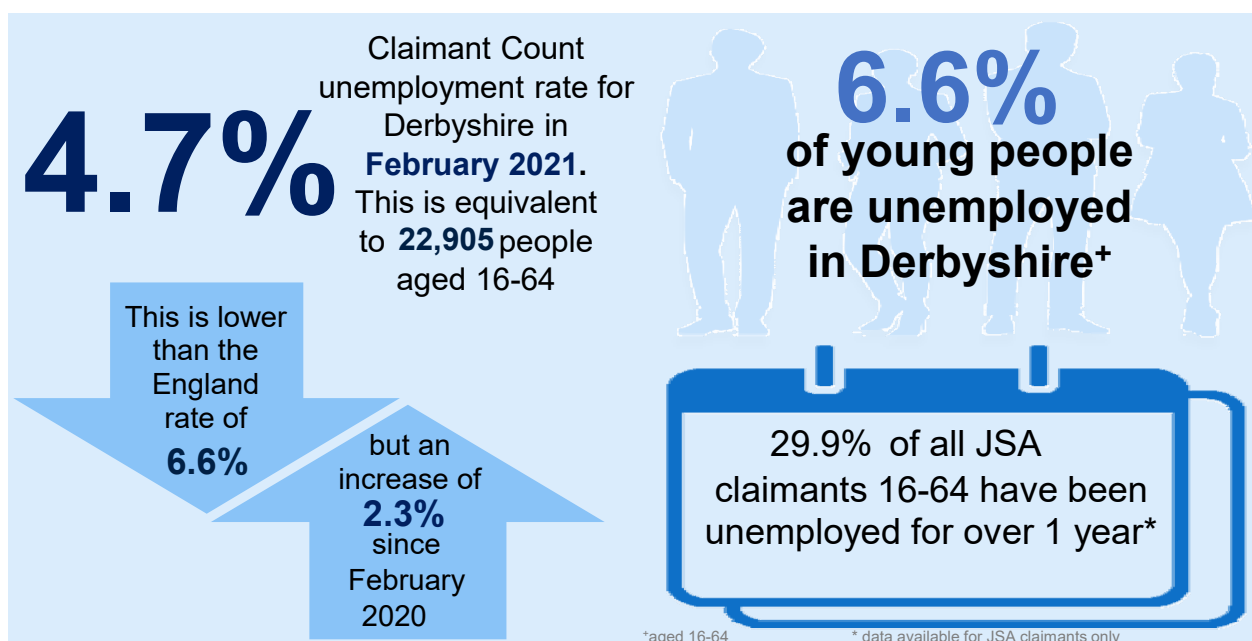 4.7%
Claimant Count
unemployment rate for
Derbyshire in
February 2021.
This is equivalent
to 22,905 people
aged 16-64
This is lower
than the
England
rate of
6.6%
but an
increase of
2.3%
since
February
2020
6.6%
of young people
are unemployed
in Derbyshire+
29.9% of all JSA
claimants 16-64 have been
unemployed for over 1 year*
+aged 16-64
* data available for JSA claimants only